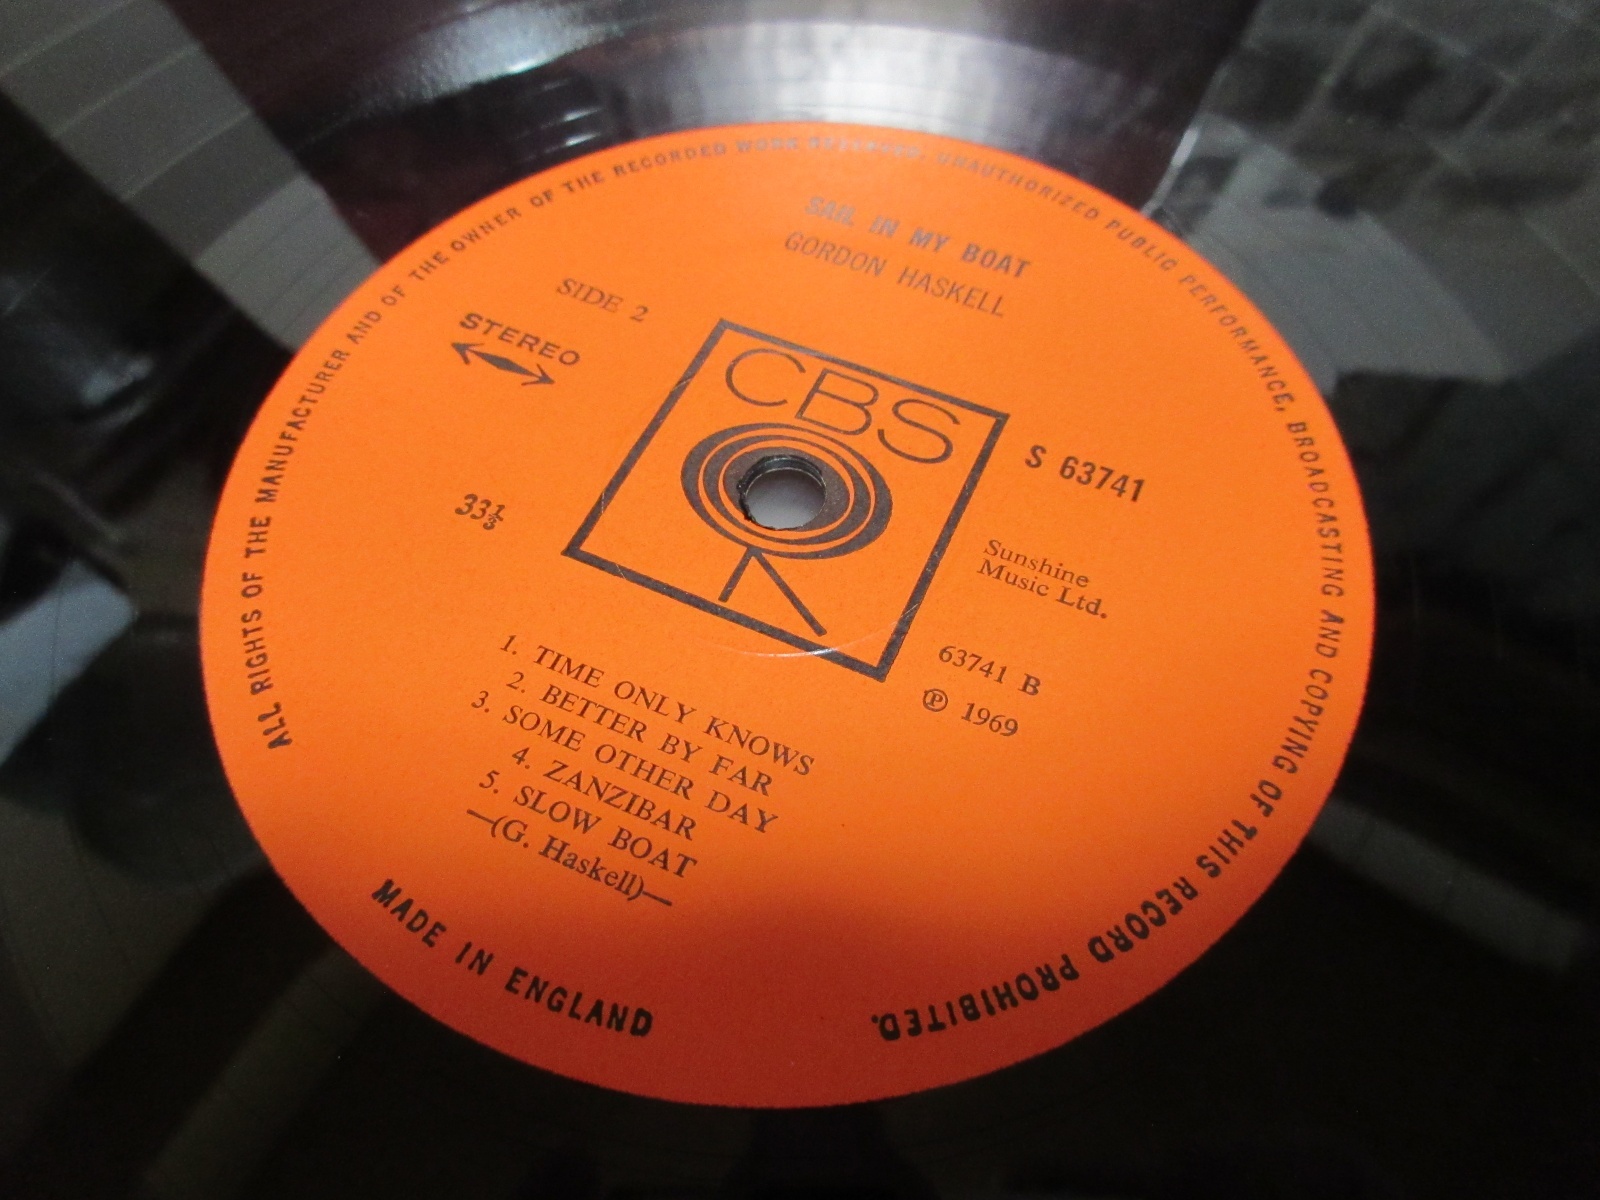 ALL RIGHTS OF THE MANUFACTURER AND OF THE OWNER OF THE RECORDED WORK RESERVED. UNAUTHORIZED PUBLIC PERFORMANCE, BROADCASTING AND COPYING OF THIS RECORD PROHIBITED.
SAIL IN MY BOAT
GORDON HASKELL
SIDE 2
STEREO
CBS
S 63741
33⅓
Sunshine
Music Ltd.
63741 B
Ⓟ 1969
1. TIME ONLY KNOWS
2. BETTER BY FAR
3. SOME OTHER DAY
4. ZANZIBAR
5. SLOW BOAT
—(G. Haskell)—
MADE IN ENGLAND